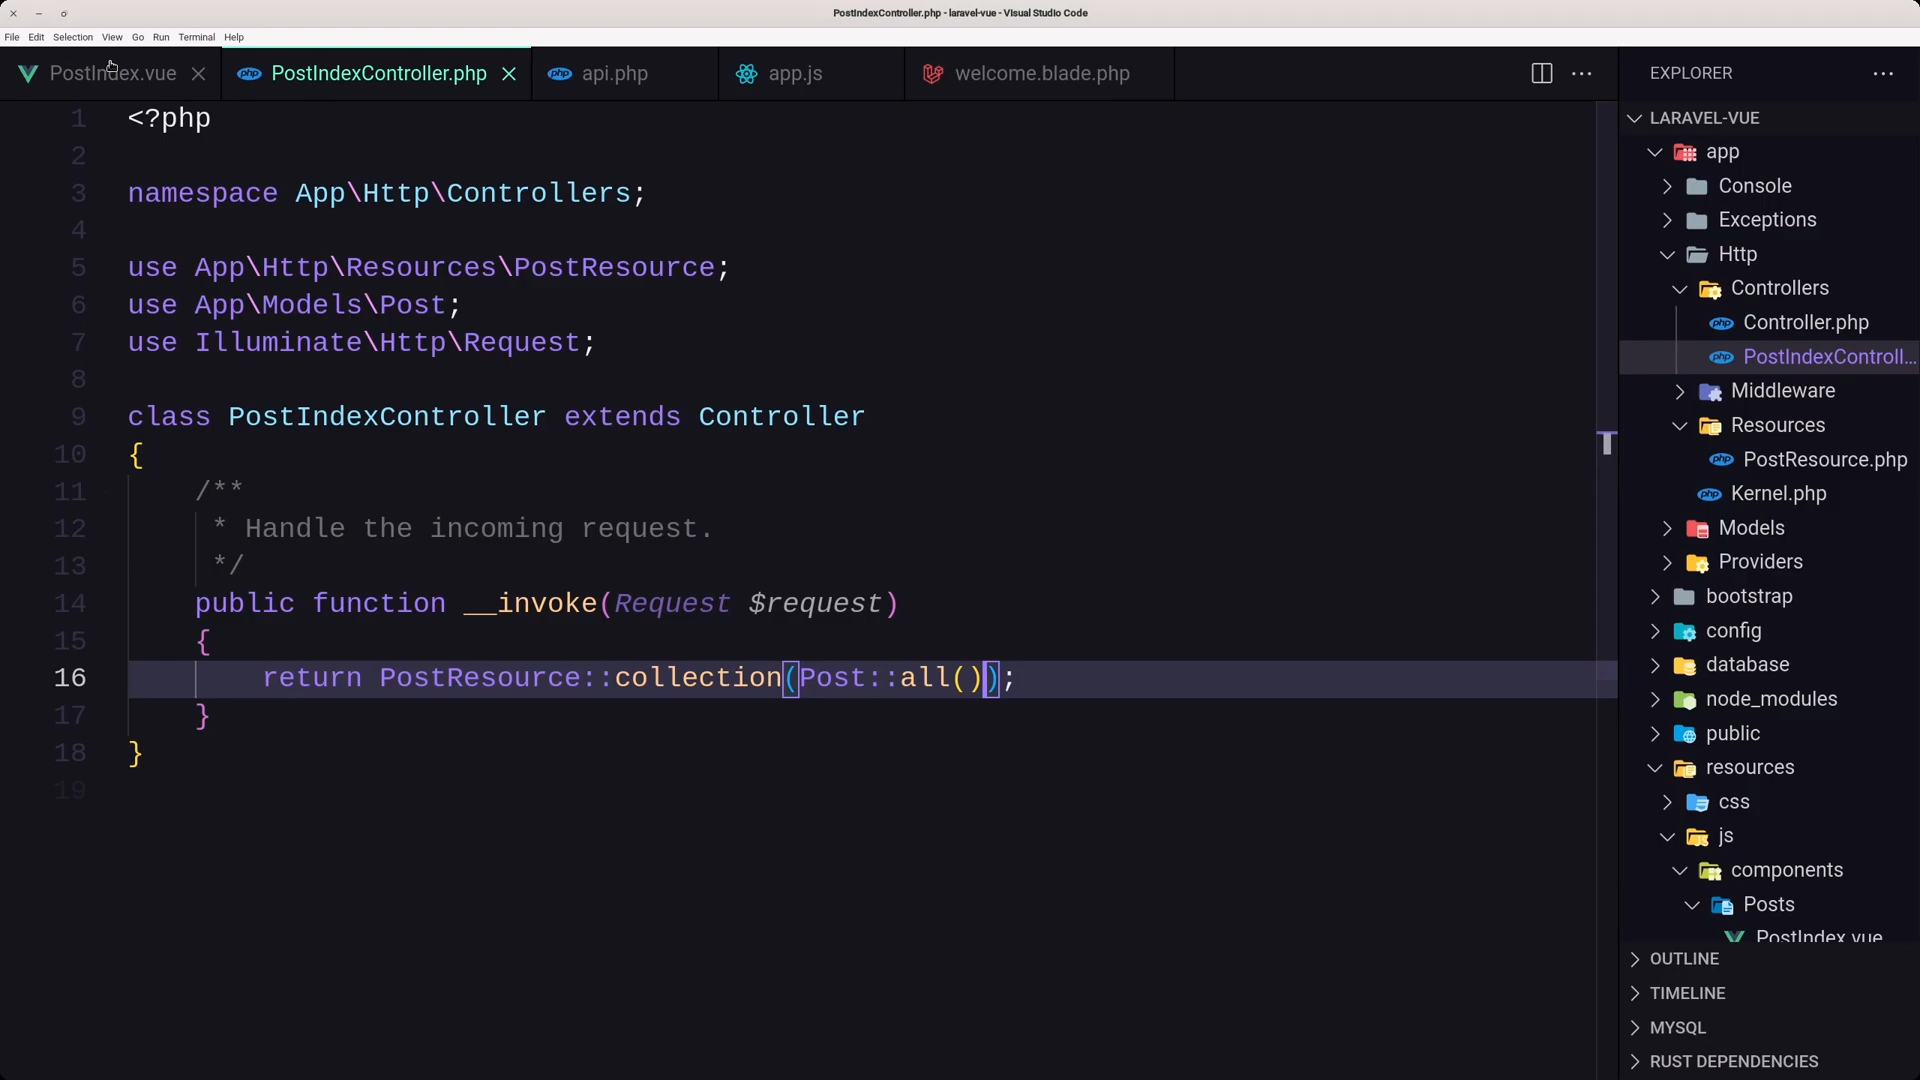 PostIndexController.php - laravel-vue - Visual Studio Code
File Edit Selection View Go Run Terminal Help
PostIndex.vue PostIndexController.php api.php app.js welcome.blade.php
1 <?php
2
3 namespace App\Http\Controllers;
4
5 use App\Http\Resources\PostResource;
6 use App\Models\Post;
7 use Illuminate\Http\Request;
8
9 class PostIndexController extends Controller
10 {
11 /**
12 * Handle the incoming request.
13 */
14 public function __invoke(Request $request)
15 {
16 return PostResource::collection(Post::all());
17 }
18 }
19
EXPLORER
LARAVEL-VUE
app
Console
Exceptions
Http
Controllers
php Controller.php
php PostIndexControll...
Middleware
Resources
php PostResource.php
php Kernel.php
Models
Providers
bootstrap
config
database
node_modules
public
resources
css
js
components
Posts
PostIndex.vue
OUTLINE
TIMELINE
MYSQL
RUST DEPENDENCIES